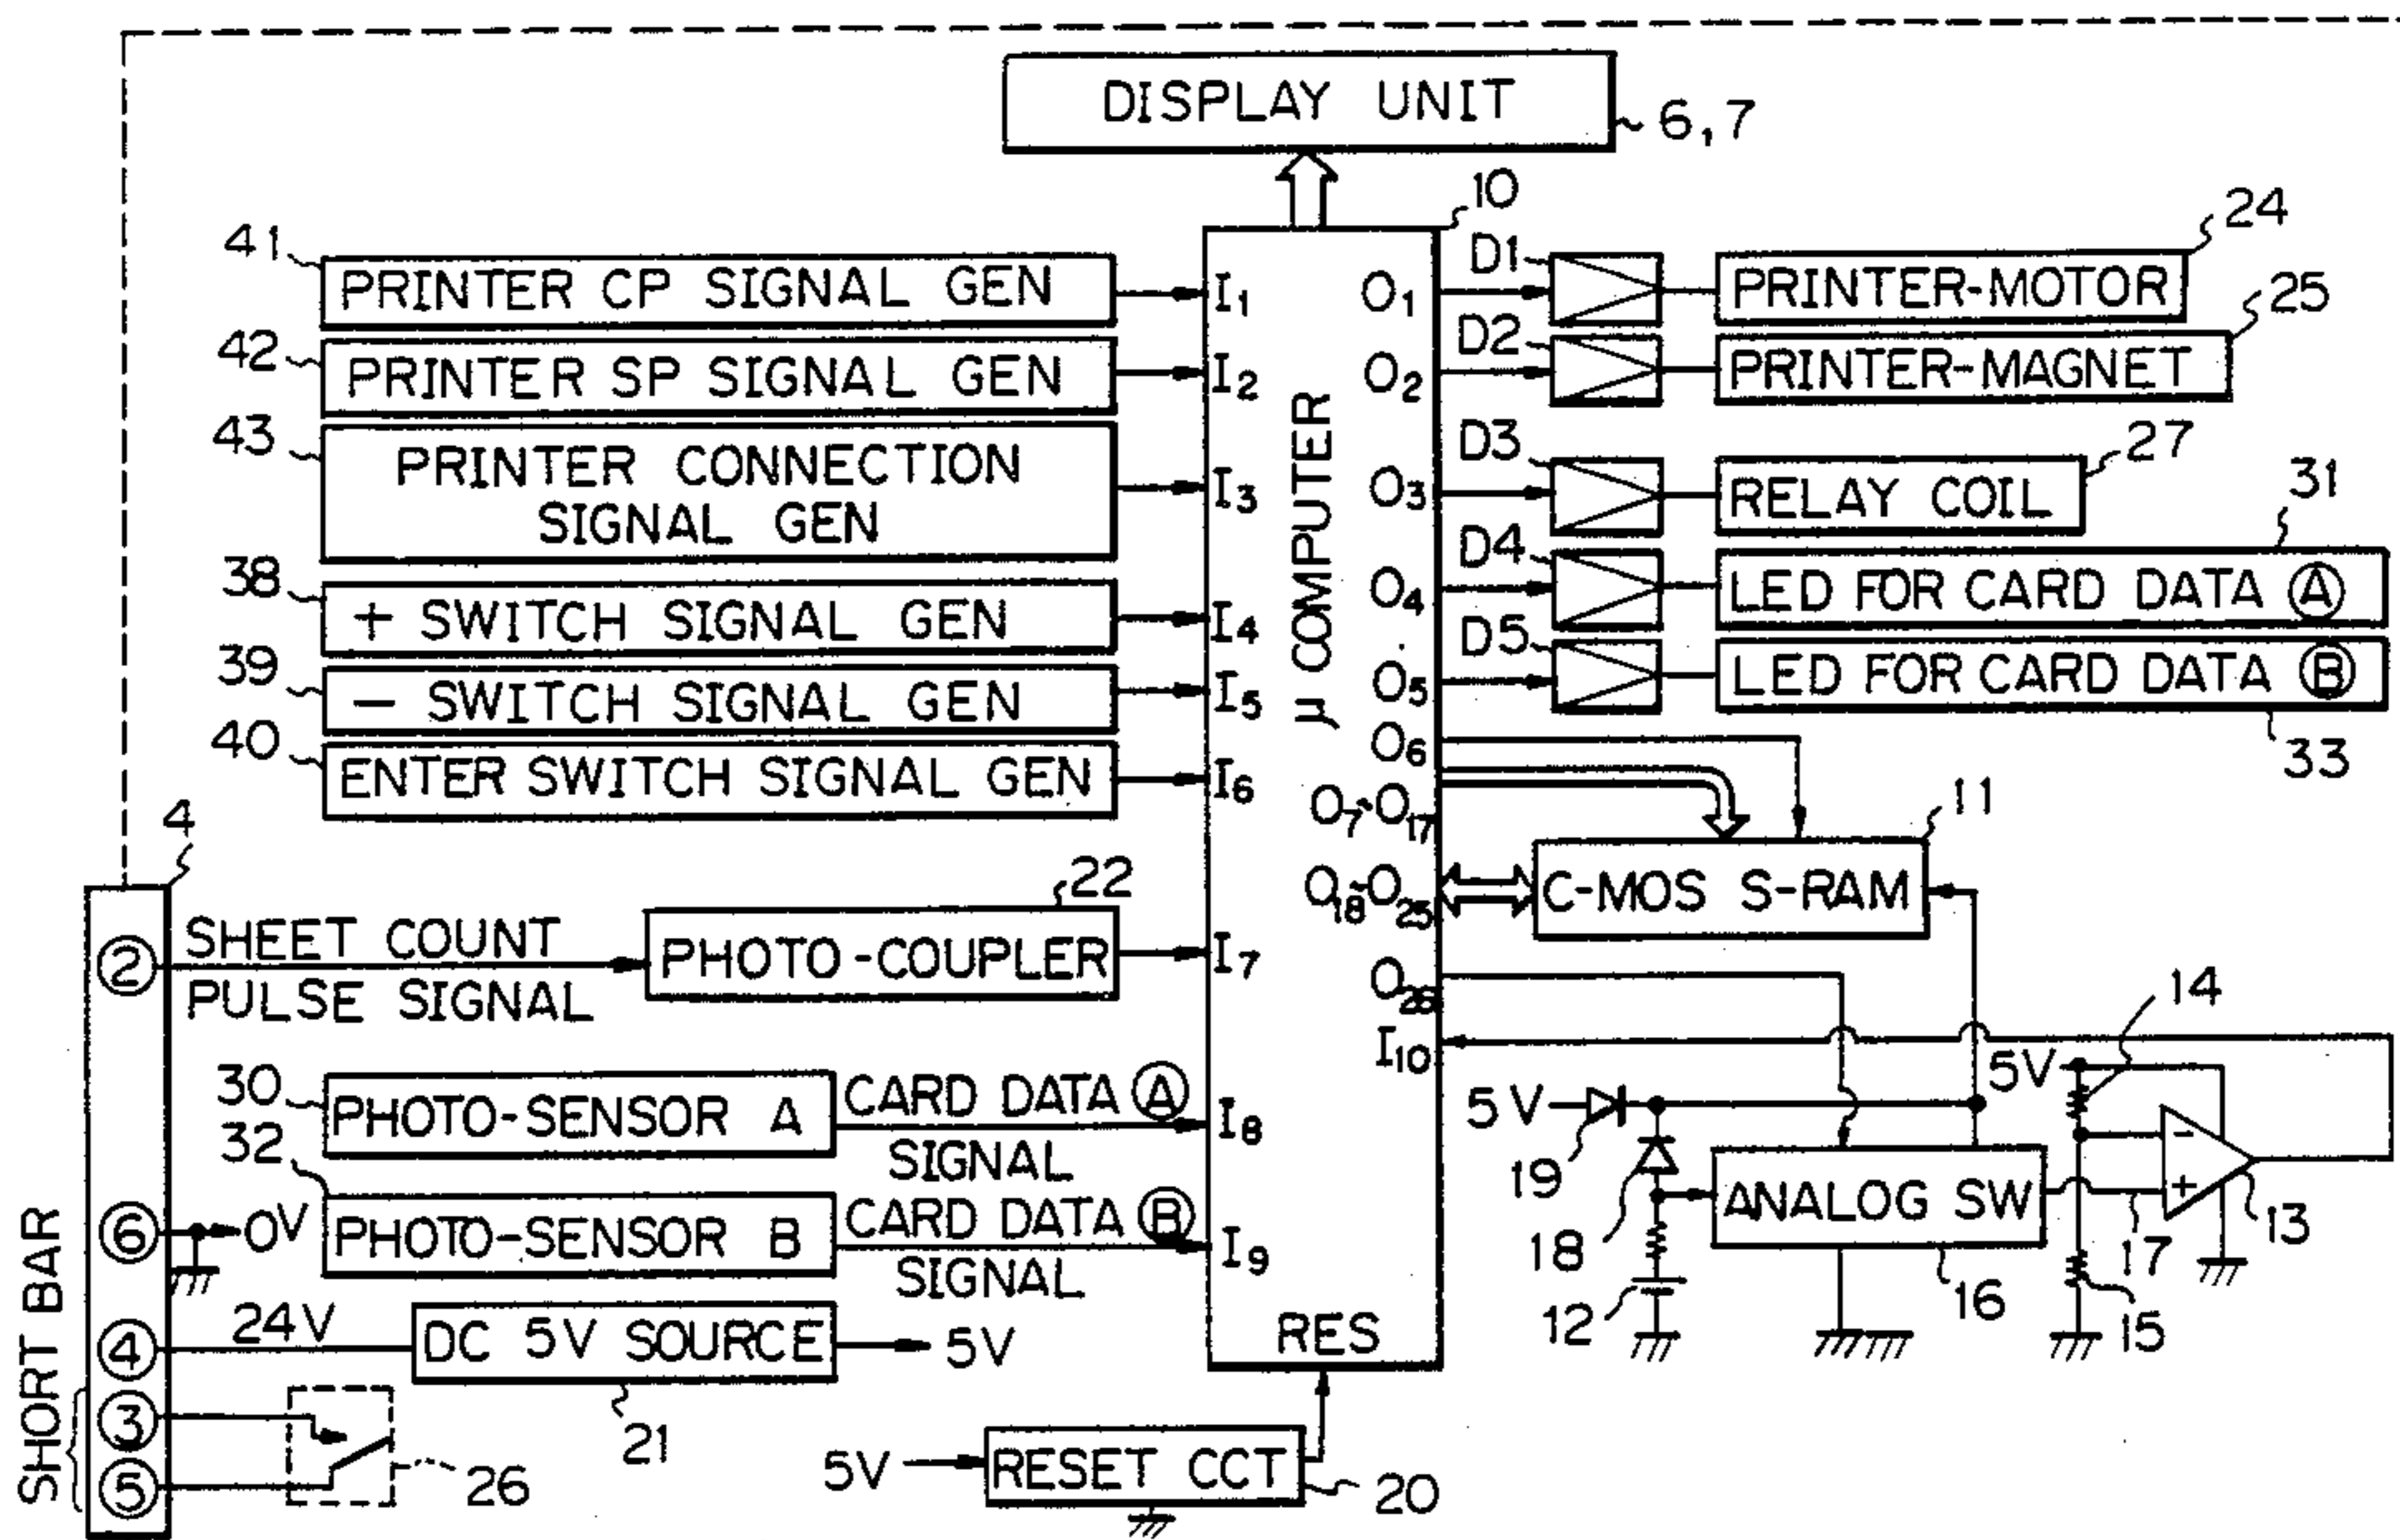 DISPLAY UNIT
6,7
10
41
PRINTER CP SIGNAL GEN
I1
42
PRINTER SP SIGNAL GEN
I2
43
PRINTER CONNECTION
SIGNAL GEN
I3
38
+ SWITCH SIGNAL GEN
I4
39
- SWITCH SIGNAL GEN
I5
40
ENTER SWITCH SIGNAL GEN
I6
4
②
SHEET COUNT
PULSE SIGNAL
22
PHOTO-COUPLER
I7
30
PHOTO-SENSOR A
CARD DATA Ⓐ
SIGNAL
I8
32
PHOTO-SENSOR B
CARD DATA Ⓑ
SIGNAL
I9
⑥
0V
④
24V
DC 5V SOURCE
5V
21
SHORT BAR
③
⑤
26
5V
RESET CCT
20
RES
μ COMPUTER
O1
D1
PRINTER-MOTOR
24
O2
D2
PRINTER-MAGNET
25
O3
D3
RELAY COIL
27
O4
D4
LED FOR CARD DATA Ⓐ
31
O5
D5
LED FOR CARD DATA Ⓑ
33
O6
O7~O17
11
O18~O25
C-MOS S-RAM
O26
I10
14
5V
5V
19
18
12
ANALOG SW
16
17
13
15